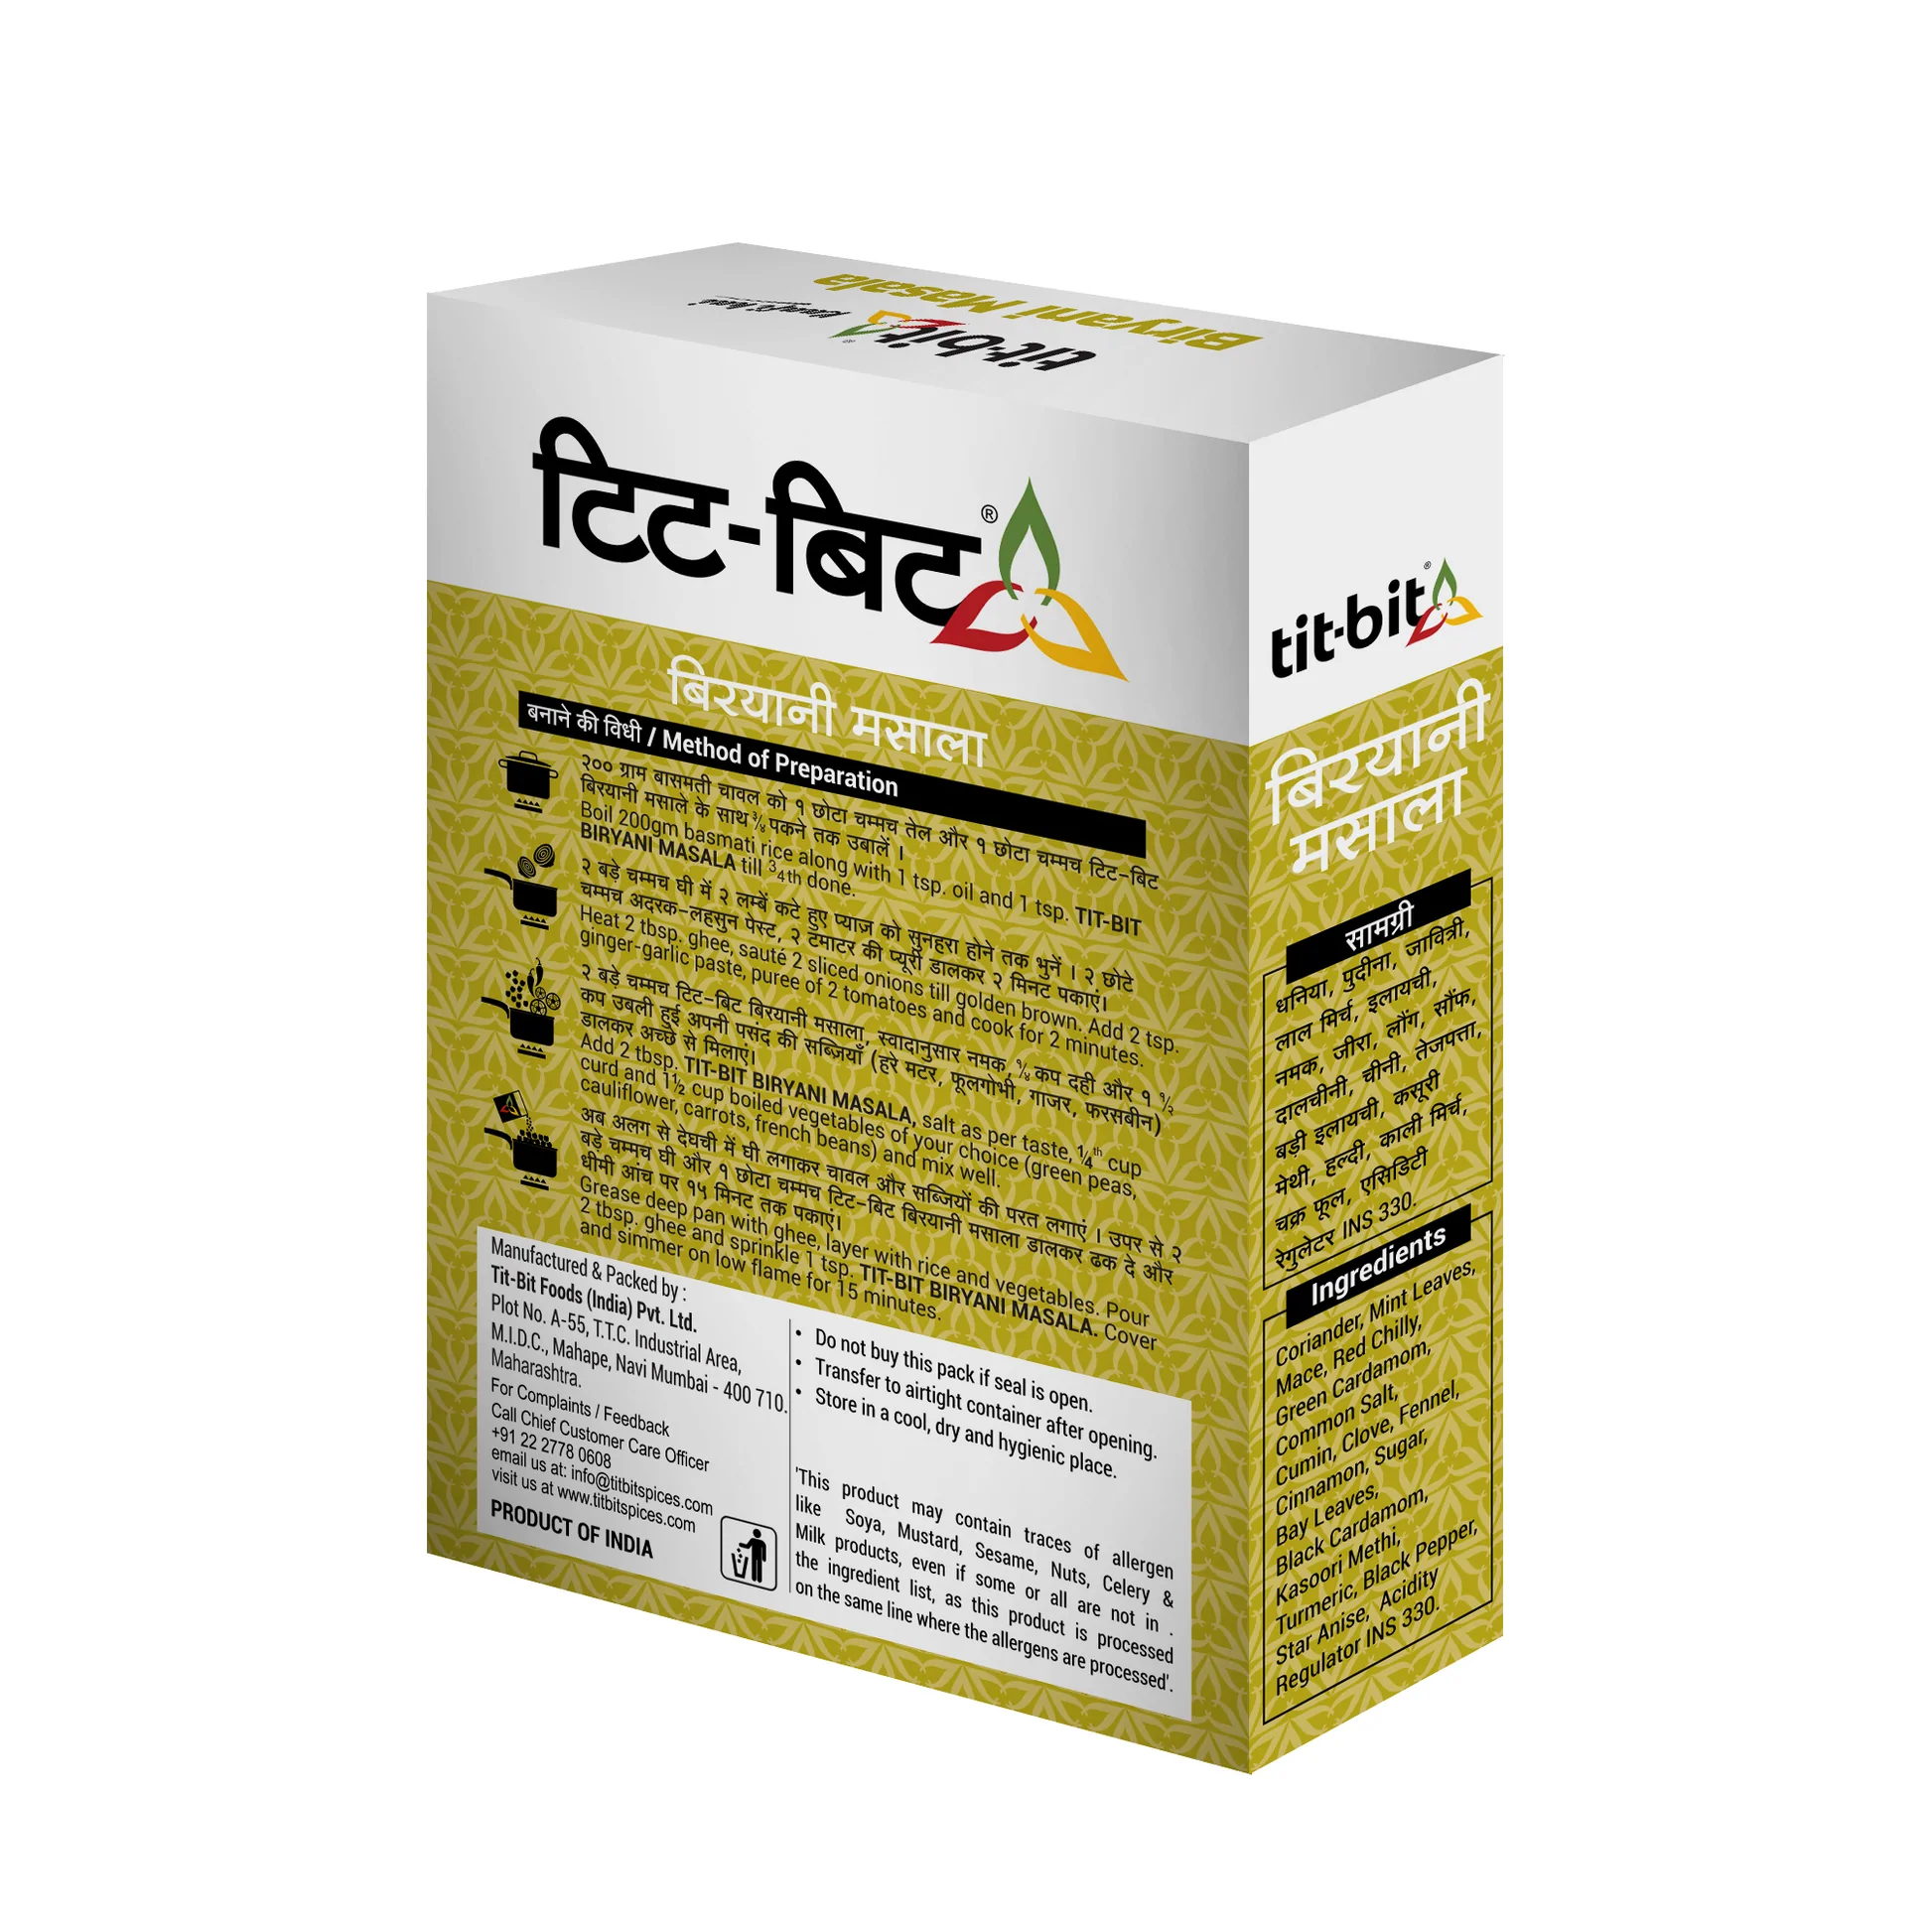 Biryani Masala
tit-bit
टिट-बिट®
बिरयानी मसाला
बनाने की विधी / Method of Preparation
२०० ग्राम बासमती चावल को १ छोटा चम्मच तेल और १ छोटा चम्मच टिट-बिट
बिरयानी मसाले के साथ ¾ पकने तक उबालें ।
Boil 200gm basmati rice along with 1 tsp. oil and 1 tsp. TIT-BIT
BIRYANI MASALA till 3/4th done.
२ बड़े चम्मच घी में २ लम्बें कटे हुए प्याज़ को सुनहरा होने तक भुनें । २ छोटे
चम्मच अदरक-लहसुन पेस्ट, २ टमाटर की प्यूरी डालकर २ मिनट पकाएं।
Heat 2 tbsp. ghee, sauté 2 sliced onions till golden brown. Add 2 tsp.
ginger-garlic paste, puree of 2 tomatoes and cook for 2 minutes.
२ बड़े चम्मच टिट-बिट बिरयानी मसाला, स्वादानुसार नमक, ¼ कप दही और १ ½
कप उबली हुई अपनी पसंद की सब्ज़ियाँ (हरे मटर, फूलगोभी, गाजर, फरसबीन)
डालकर अच्छे से मिलाएं।
Add 2 tbsp. TIT-BIT BIRYANI MASALA, salt as per taste, ¼th cup
curd and 1½ cup boiled vegetables of your choice (green peas,
cauliflower, carrots, french beans) and mix well.
अब अलग से देघची में घी लगाकर चावल और सब्जियों की परत लगाएं । उपर से २
बड़े चम्मच घी और १ छोटा चम्मच टिट-बिट बिरयानी मसाला डालकर ढक दे और
धीमी आंच पर १५ मिनट तक पकाएं।
Grease deep pan with ghee, layer with rice and vegetables. Pour
2 tbsp. ghee and sprinkle 1 tsp. TIT-BIT BIRYANI MASALA. Cover
and simmer on low flame for 15 minutes.
Manufactured & Packed by :
Tit-Bit Foods (India) Pvt. Ltd.
Plot No. A-55, T.T.C. Industrial Area,
M.I.D.C., Mahape, Navi Mumbai - 400 710.
Maharashtra.
For Complaints / Feedback
Call Chief Customer Care Officer
+91 22 2778 0608
email us at: info@titbitspices.com
visit us at www.titbitspices.com
PRODUCT OF INDIA
• Do not buy this pack if seal is open.
• Transfer to airtight container after opening.
• Store in a cool, dry and hygienic place.
'This product may contain traces of allergen
like Soya, Mustard, Sesame, Nuts, Celery &
Milk products, even if some or all are not in .
the ingredient list, as this product is processed
on the same line where the allergens are processed'.
tit-bit®
बिरयानी
मसाला
सामग्री
धनिया, पुदीना, जावित्री,
लाल मिर्च, इलायची,
नमक, जीरा, लौंग, सौंफ,
दालचीनी, चीनी, तेजपत्ता,
बड़ी इलायची, कसूरी
मेथी, हल्दी, काली मिर्च,
चक्र फूल, एसिडिटी
रेगुलेटर INS 330.
Ingredients
Coriander, Mint Leaves,
Mace, Red Chilly,
Green Cardamom,
Common Salt,
Cumin, Clove, Fennel,
Cinnamon, Sugar,
Bay Leaves,
Black Cardamom,
Kasoori Methi,
Turmeric, Black Pepper,
Star Anise, Acidity
Regulator INS 330.